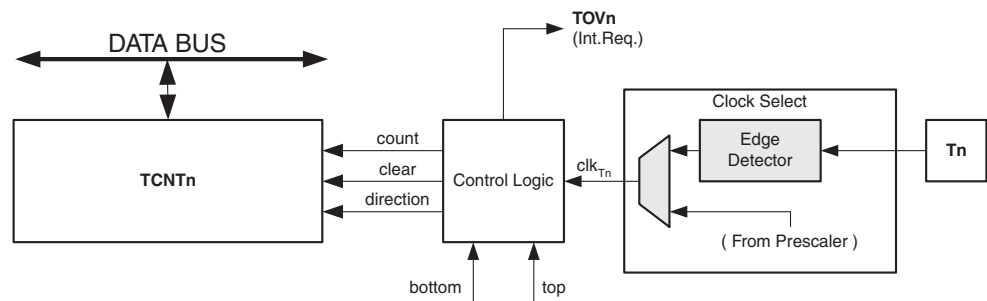 TOVn
(Int.Req.)
DATA BUS
Clock Select
count
Edge
Detector
Tn
TCNTn
clear
Control Logic
clkTn
direction
( From Prescaler )
bottom
top